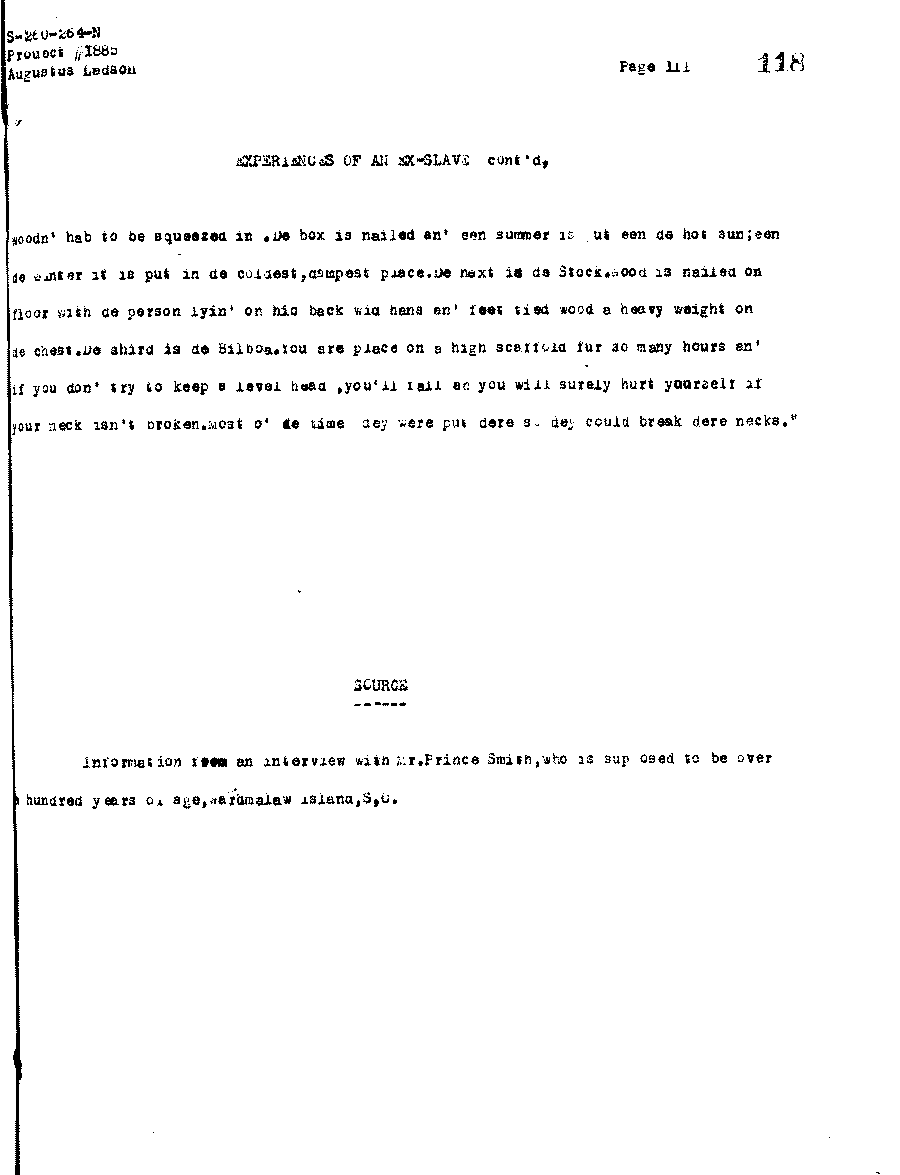 S-260-264-N
Project #1885
Augustus Ladson
Page 111 118
EXPERIENCES OF AN EX-SLAVE cont'd,
woodn' hab to be squeezed in .De box is nailed an' een summer is put een de hot sun;een
de winter it is put in de coldest,dampest place.De next is de Stock.Wood is nailed on
floor with de person lyin' on his back wid hans an' feet tied wood a heavy weight on
de chest.De shird is de Bilboa.You are place on a high scaffold fur so many hours an'
if you don' try to keep a level head ,you'll fall an you will surely hurt yourself if
your neck isn't broken.Most o' de time dey were put dere so dey could break dere necks."
SOURCE
------
Information from an interview with Mr.Prince Smith,who is supposed to be over
hundred years of age,Wardmalaw Island,S,C.